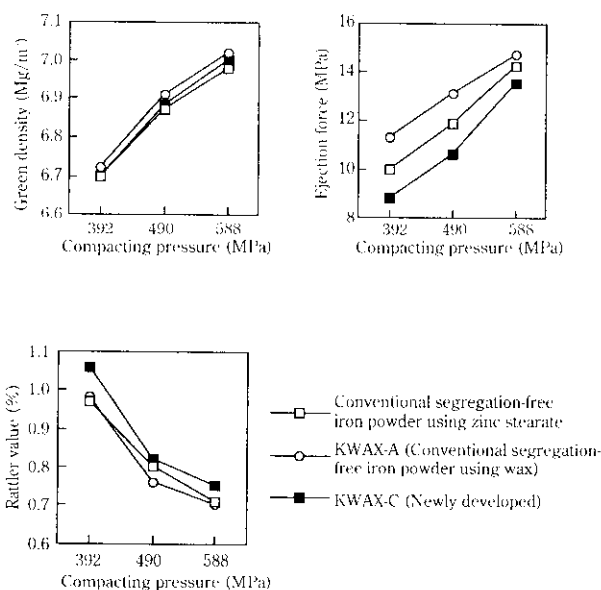 7.1
7.0
6.9
6.8
6.7
6.6
Green density (Mg/m³)
392 490 588
Compacting pressure (MPa)
16
14
12
10
8
Ejection force (MPa)
392 490 588
Compacting pressure (MPa)
1.1
1.0
0.9
0.8
0.7
0.6
Rattler value (%)
392 490 588
Compacting pressure (MPa)
Conventional segregation-free
iron powder using zinc stearate
KWAX-A (Conventional segregation-
free iron powder using wax)
KWAX-C (Newly developed)